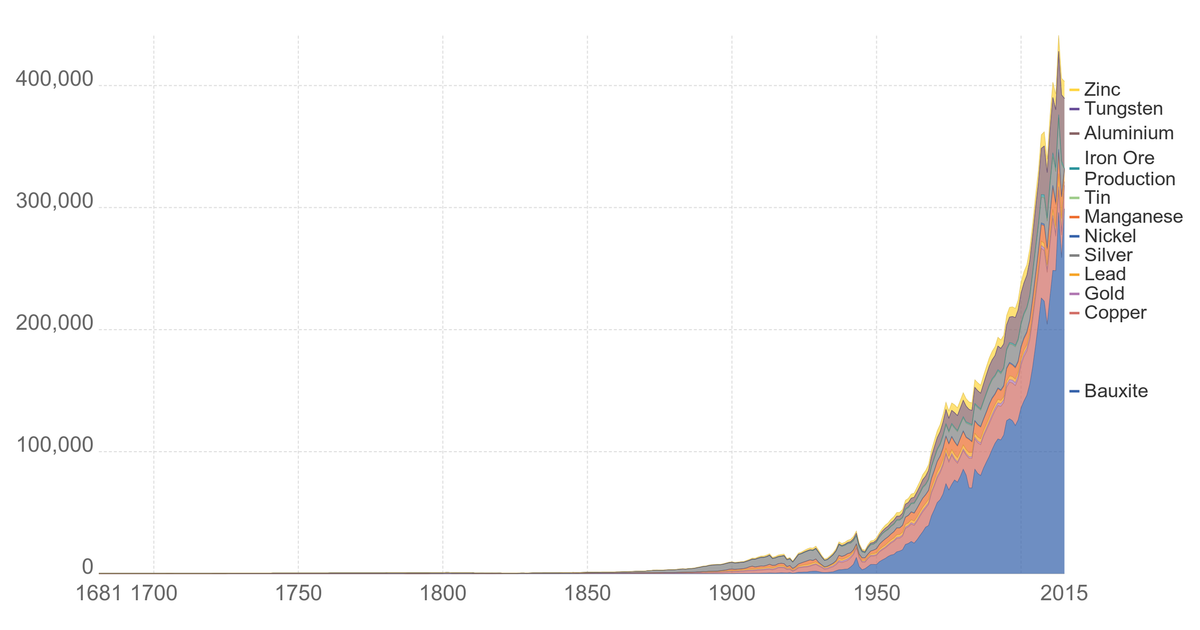 400,000
300,000
200,000
100,000
0
1681 1700 1750 1800 1850 1900 1950 2015
Zinc
Tungsten
Aluminium
Iron Ore
Production
Tin
Manganese
Nickel
Silver
Lead
Gold
Copper
Bauxite